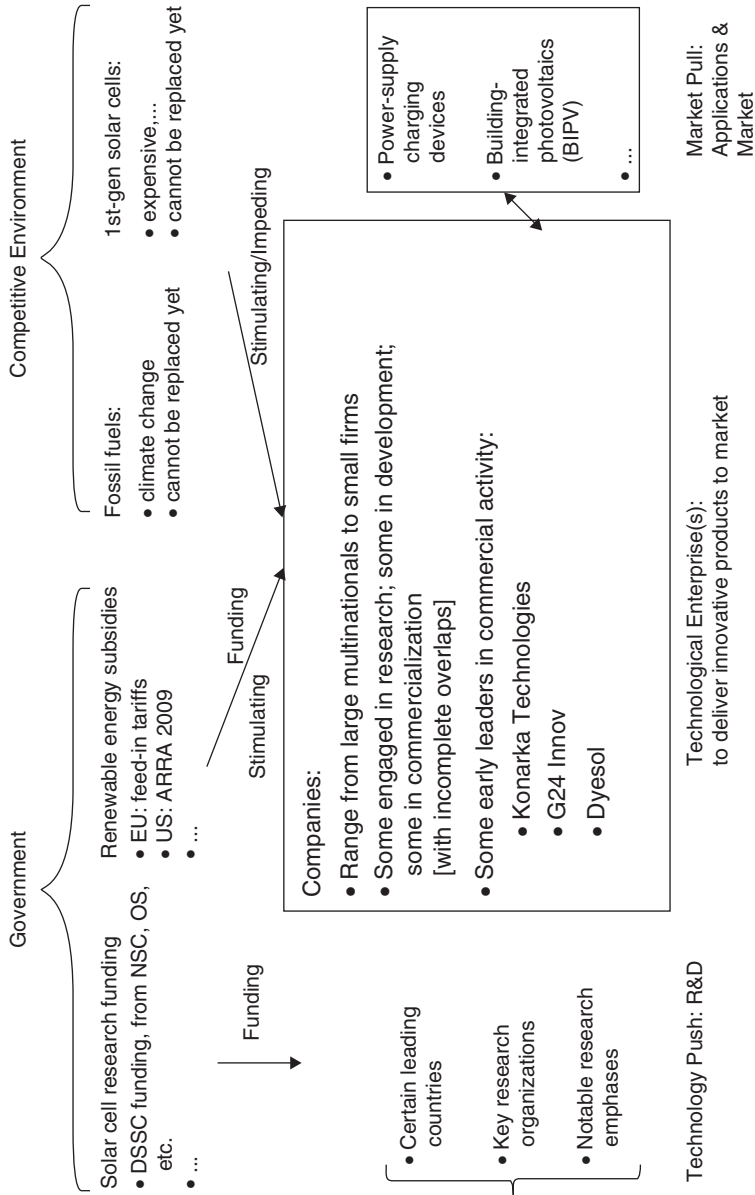 Government
Solar cell research funding
• DSSC funding, from NSC, OS,
etc.
• ...
Renewable energy subsidies
• EU: feed-in tariffs
• US: ARRA 2009
• ...
Competitive Environment
Fossil fuels:
• climate change
• cannot be replaced yet
1st-gen solar cells:
• expensive,...
• cannot be replaced yet
Funding
Stimulating
Funding
Stimulating/Impeding
• Certain leading
countries
• Key research
organizations
• Notable research
emphases
Technology Push: R&D
Companies:
• Range from large multinationals to small firms
• Some engaged in research; some in development;
some in commercialization
[with incomplete overlaps]
• Some early leaders in commercial activity:
• Konarka Technologies
• G24 Innov
• Dyesol
Technological Enterprise(s):
to deliver innovative products to market
• Power-supply
charging
devices
• Building-
integrated
photovoltaics
(BIPV)
• ...
Market Pull:
Applications &
Market